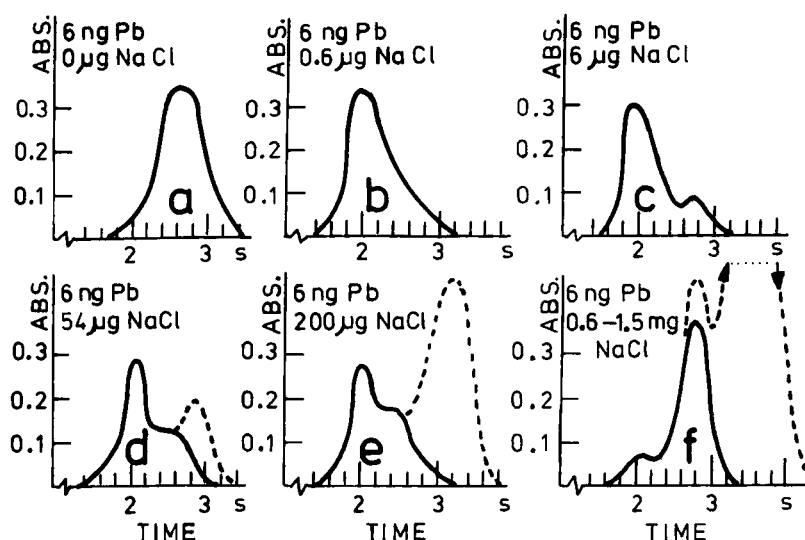 ABS.
6 ng Pb
0 µg NaCl
0.3
0.2
0.1
a
2
3
s
ABS.
6 ng Pb
0.6 µg NaCl
0.3
0.2
0.1
b
2
3
s
ABS.
6 ng Pb
6 µg NaCl
0.3
0.2
0.1
c
2
3
s
ABS.
6 ng Pb
54 µg NaCl
0.3
0.2
0.1
d
2
3
s
TIME
ABS.
6 ng Pb
200 µg NaCl
0.3
0.2
0.1
e
2
3
s
TIME
ABS.
6 ng Pb
0.6-1.5 mg
NaCl
0.3
0.2
0.1
f
2
3
s
TIME